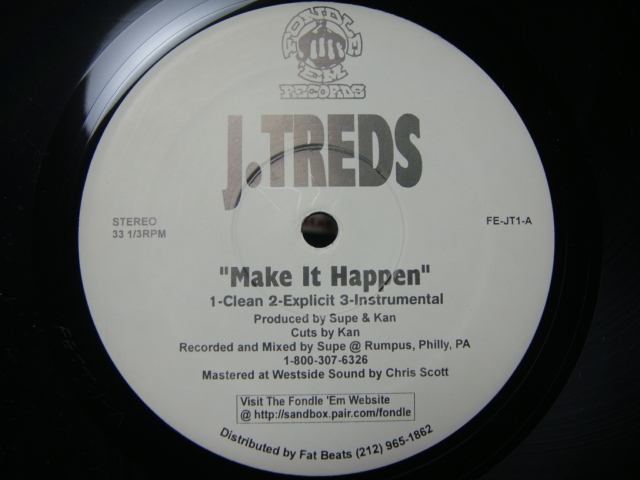 FONDLE
'EM
RECORDS
J.TREDS
STEREO
33 1/3RPM
FE-JT1-A
"Make It Happen"
1-Clean 2-Explicit 3-Instrumental
Produced by Supe & Kan
Cuts by Kan
Recorded and Mixed by Supe @ Rumpus, Philly, PA
1-800-307-6326
Mastered at Westside Sound by Chris Scott
Visit The Fondle 'Em Website
@ http://sandbox.pair.com/fondle
Distributed by Fat Beats (212) 965-1862